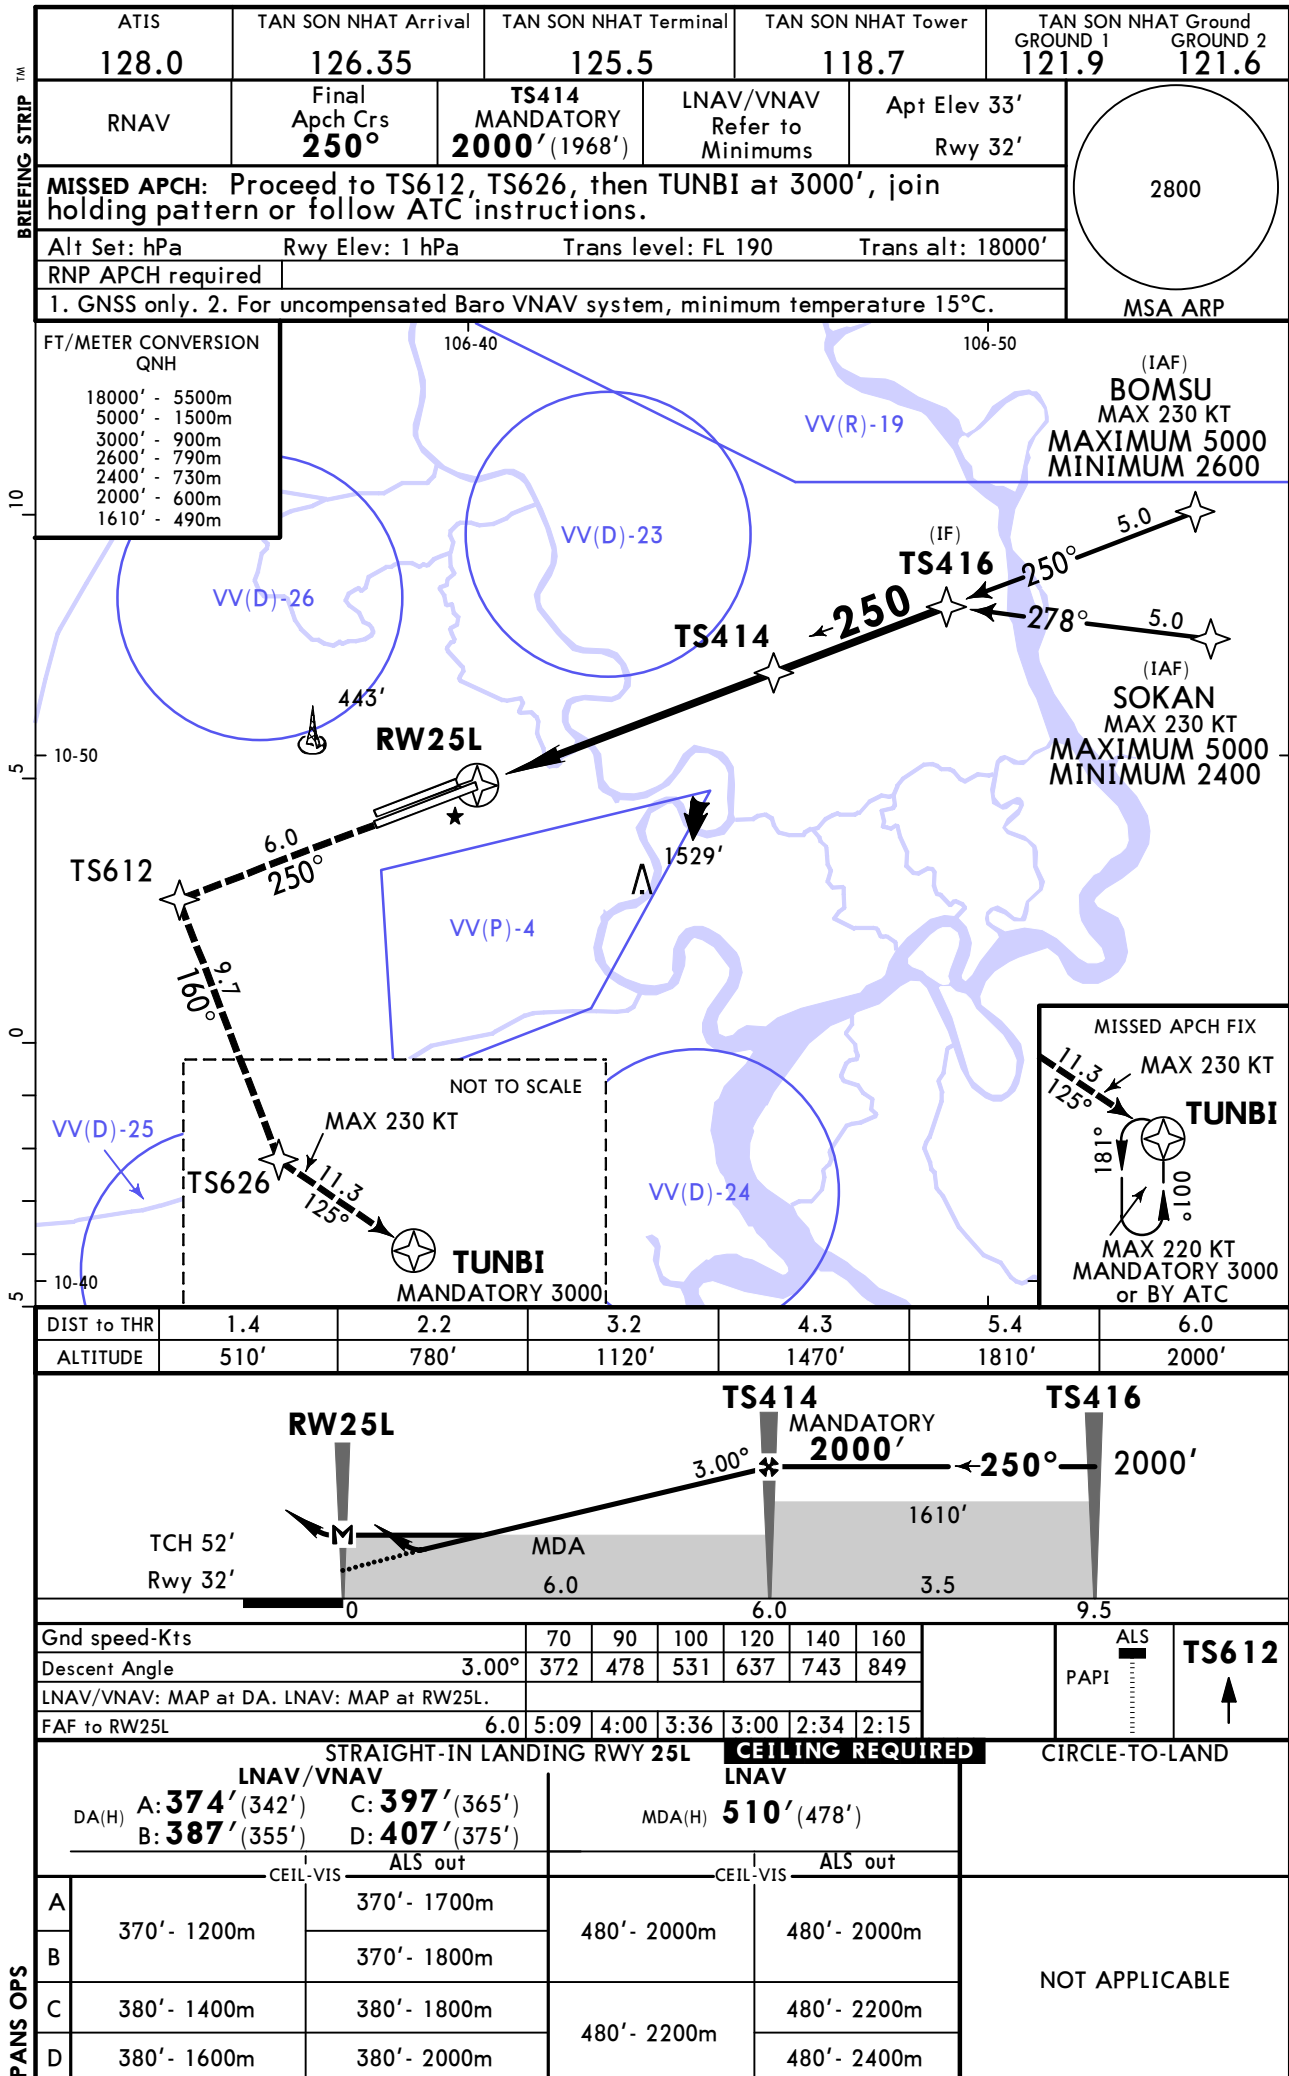 BRIEFING STRIP TM
ATIS
128.0
TAN SON NHAT Arrival
126.35
TAN SON NHAT Terminal
125.5
TAN SON NHAT Tower
118.7
TAN SON NHAT Ground
GROUND 1 GROUND 2
121.9 121.6
RNAV
Final
Apch Crs
250°
TS414
MANDATORY
2000' (1968')
LNAV/VNAV
Refer to
Minimums
Apt Elev 33'
Rwy 32'
2800
MSA ARP
MISSED APCH: Proceed to TS612, TS626, then TUNBI at 3000', join
holding pattern or follow ATC instructions.
Alt Set: hPa Rwy Elev: 1 hPa Trans level: FL 190 Trans alt: 18000'
RNP APCH required
1. GNSS only. 2. For uncompensated Baro VNAV system, minimum temperature 15°C.
FT/METER CONVERSION
QNH
18000' - 5500m
5000' - 1500m
3000' - 900m
2600' - 790m
2400' - 730m
2000' - 600m
1610' - 490m
106-40
106-50
VV(R)-19
(IAF)
BOMSU
MAX 230 KT
MAXIMUM 5000
MINIMUM 2600
10
VV(D)-23
5.0
250°
(IF)
TS416
VV(D)-26
250
278°
5.0
TS414
(IAF)
SOKAN
MAX 230 KT
MAXIMUM 5000
MINIMUM 2400
443'
RW25L
10-50
5
6.0
250°
TS612
1529'
VV(P)-4
9.7
160°
0
NOT TO SCALE
MAX 230 KT
VV(D)-25
TS626
11.3
125°
TUNBI
MANDATORY 3000
VV(D)-24
10-40
5
MISSED APCH FIX
11.3
125°
MAX 230 KT
TUNBI
181°
001°
MAX 220 KT
MANDATORY 3000
or BY ATC
DIST to THR 1.4 2.2 3.2 4.3 5.4 6.0
ALTITUDE 510' 780' 1120' 1470' 1810' 2000'
RW25L
TS414
TS416
MANDATORY
2000'
3.00°
250°
2000'
1610'
TCH 52'
Rwy 32'
M
MDA
6.0
3.5
0
6.0
9.5
Gnd speed-Kts 70 90 100 120 140 160
Descent Angle 3.00° 372 478 531 637 743 849
LNAV/VNAV: MAP at DA. LNAV: MAP at RW25L.
FAF to RW25L 6.0 5:09 4:00 3:36 3:00 2:34 2:15
ALS
PAPI
TS612
STRAIGHT-IN LANDING RWY 25L
CEILING REQUIRED
CIRCLE-TO-LAND
LNAV/VNAV
DA(H)
A: 374' (342') C: 397' (365')
B: 387' (355') D: 407' (375')
LNAV
MDA(H) 510' (478')
CEIL-VIS
ALS out
CEIL-VIS
ALS out
A
B
C
D
370' - 1200m
370' - 1700m
370' - 1800m
480' - 2000m
480' - 2000m
380' - 1400m
380' - 1800m
480' - 2200m
480' - 2200m
380' - 1600m
380' - 2000m
480' - 2400m
NOT APPLICABLE
PANS OPS